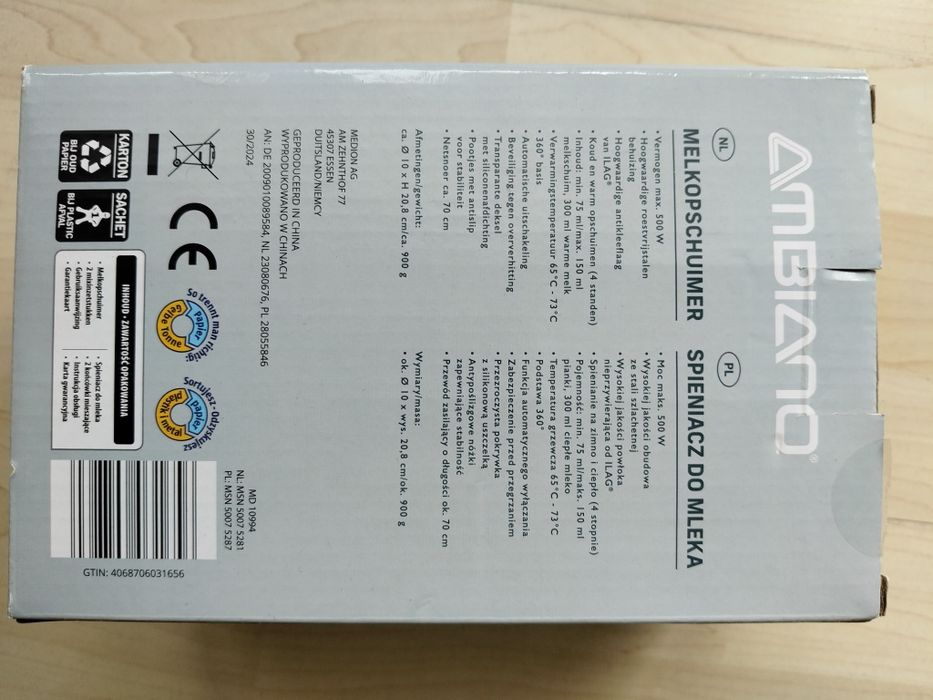 AMBIANO®
NL
MELKOPSCHUIMER
• Vermogen max. 500 W
• Hoogwaardige roestvrijstalen
behuizing
• Hoogwaardige antikleeflaag
van ILAG®
• Koud en warm opschuimen (4 standen)
• Inhoud: min. 75 ml/max. 150 ml
melkschuim, 300 ml warme melk
• Verwarmingstemperatuur 65°C - 73°C
• 360° basis
• Automatische uitschakeling
• Beveiliging tegen oververhitting
• Transparante deksel
met siliconenafdichting
• Pootjes met antislip
voor stabiliteit
• Netsnoer ca. 70 cm
Afmetingen/gewicht:
ca. Ø 10 x H 20,8 cm/ca. 900 g
PL
SPIENIACZ DO MLEKA
• Moc maks. 500 W
• Wysokiej jakości obudowa
ze stali szlachetnej
• Wysokiej jakości powłoka
nieprzywierająca od ILAG®
• Spienianie na zimno i ciepło (4 stopnie)
• Pojemność: min. 75 ml/maks. 150 ml
pianki, 300 ml ciepłe mleko
• Temperatura grzewcza 65°C - 73°C
• Podstawa 360°
• Funkcja automatycznego wyłączania
• Zabezpieczenie przed przegrzaniem
• Przezroczysta pokrywka
z silikonową uszczelką
• Antypoślizgowe nóżki
zapewniające stabilność
• Przewód zasilający o długości ok. 70 cm
Wymiary/masa:
• ok. Ø 10 x wys. 20,8 cm/ok. 900 g
MEDION AG
AM ZEHNTHOF 77
45307 ESSEN
DUITSLAND/NIEMCY
GEPRODUCEERD IN CHINA
WYPRODUKOWANO W CHINACH
AN: DE 2009010089584, NL 23080676, PL 28055846
30/2024
CE
So trennt man richtig:
Papier
Gelbe Tonne
Sortujesz - Odzyskujesz
papier
plastik i metal
KARTON
BIJ OUD
PAPIER
SACHET
BIJ PLASTIC
AFVAL
INHOUD • ZAWARTOŚĆ OPAKOWANIA
• Melkopschuimer
• 2 mixinzetstukken
• Gebruiksaanwijzing
• Garantiekaart
• Spieniacz do mleka
• 2 końcówki mieszające
• Instrukcja obsługi
• Karta gwarancyjna
MD 10994
NL: MSN 5007 5281
PL: MSN 5007 5287
GTIN: 4068706031656